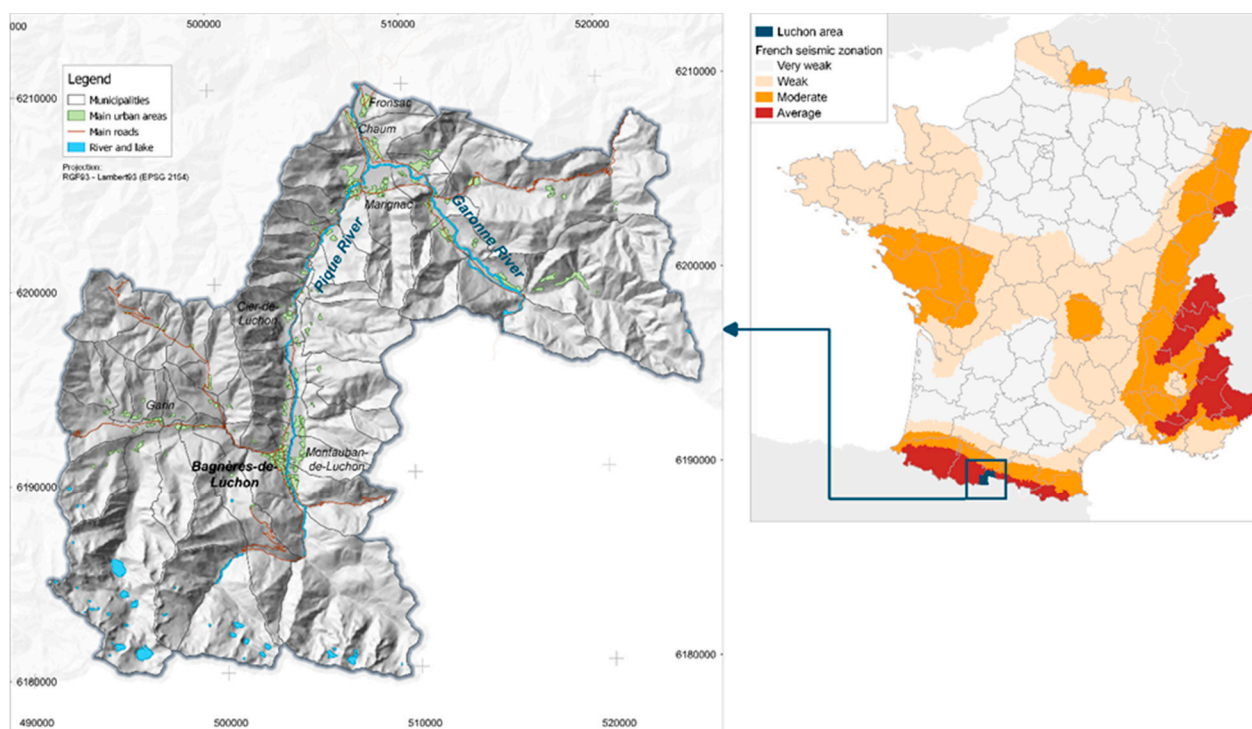 000
500000
510000
520000
Legend
Municipalities
Main urban areas
Main roads
River and lake
Projection:
RGF93 - Lambert93 (EPSG 2154)
6210000
6210000
Fronsac
Chaum
Marignac
Garonne River
Pique River
6200000
6200000
Cier-de-
Luchon
Garin
Bagnères-de-
Luchon
Montauban-
de-Luchon
6190000
6190000
6180000
6180000
490000
500000
510000
520000
Luchon area
French seismic zonation
Very weak
Weak
Moderate
Average